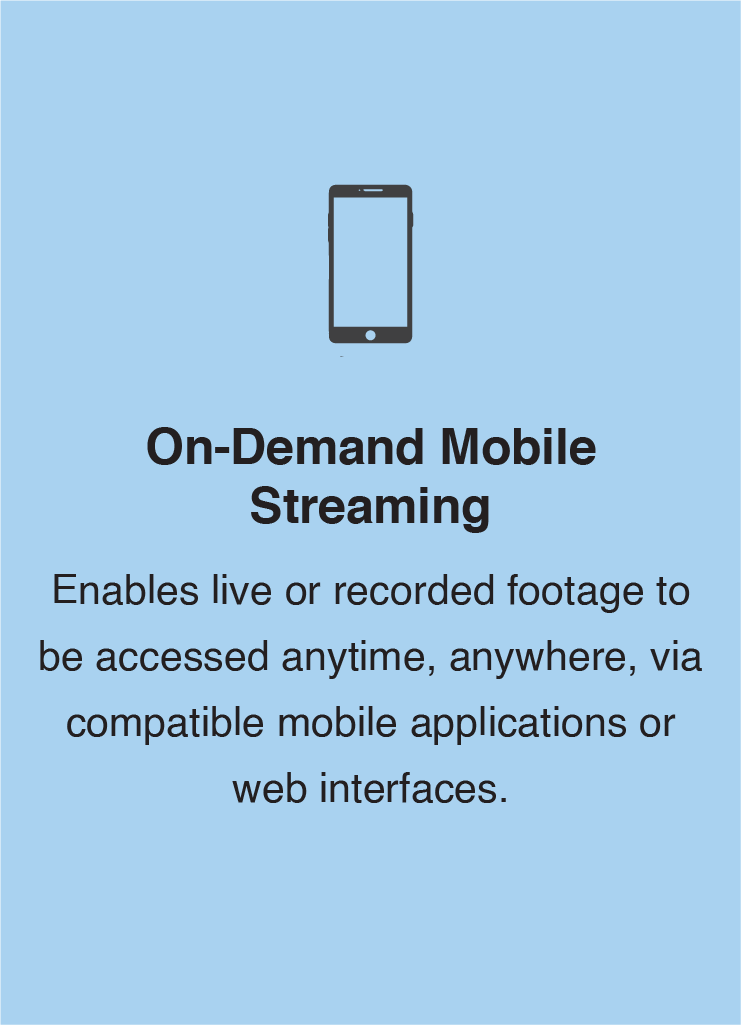 On-Demand Mobile
Streaming
Enables live or recorded footage to
be accessed anytime, anywhere, via
compatible mobile applications or
web interfaces.